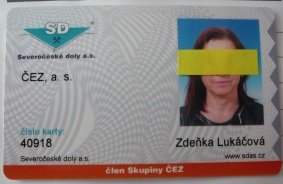 SD
Severočeské doly a.s.
ČEZ, a. s.
číslo karty:
40918
Zdeňka Lukáčová
Severočeské doly a.s.
www.sdas.cz
člen Skupiny ČEZ